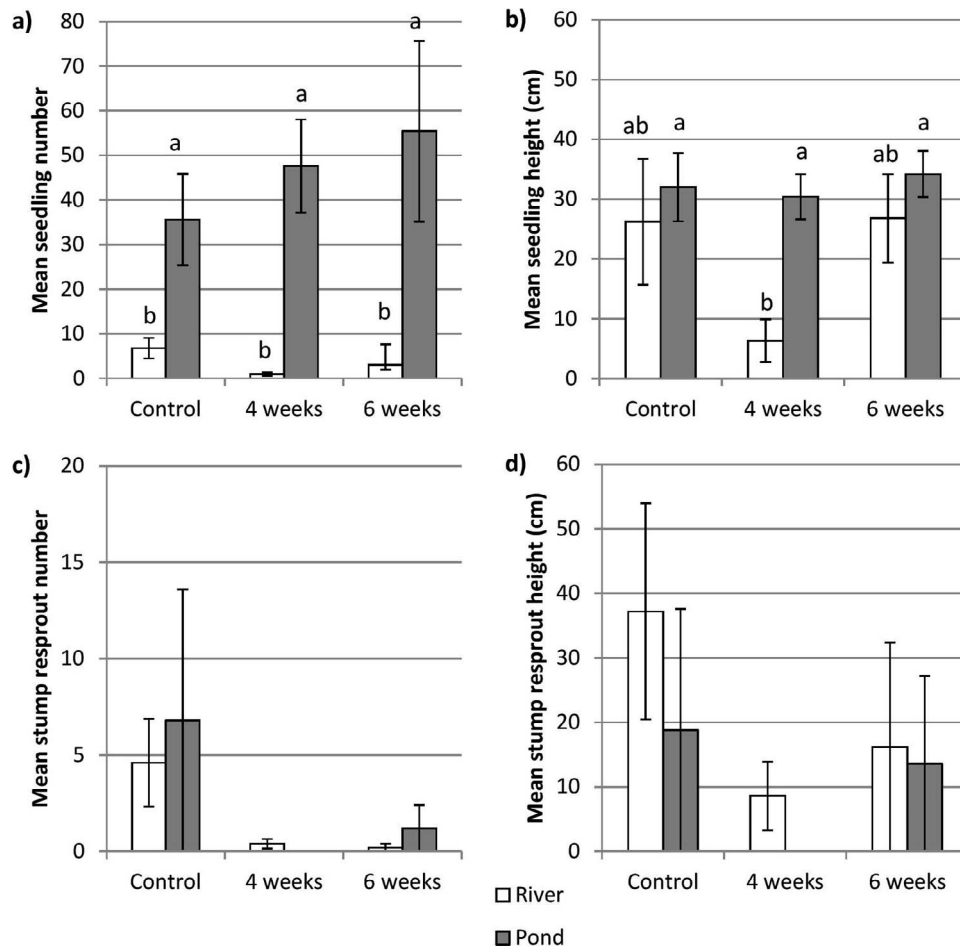 a)
Mean seedling number
80
70
60
50
40
30
20
10
0
b
a
b
a
b
a
Control 4 weeks 6 weeks
b)
Mean seedling height (cm)
60
50
40
30
20
10
0
ab
a
b
a
ab
a
Control 4 weeks 6 weeks
c)
Mean stump resprout number
20
15
10
5
0
Control 4 weeks 6 weeks
d)
Mean stump resprout height (cm)
60
50
40
30
20
10
0
Control 4 weeks 6 weeks
River
Pond